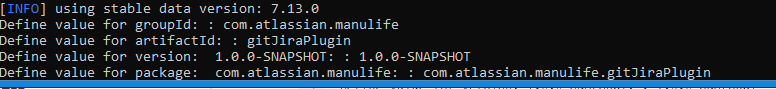 [INFO] using stable data version: 7.13.0
Define value for groupId: : com.atlassian.manulife
Define value for artifactId: : gitJiraPlugin
Define value for version:  1.0.0-SNAPSHOT: : 1.0.0-SNAPSHOT
Define value for package:  com.atlassian.manulife: : com.atlassian.manulife.gitJiraPlugin